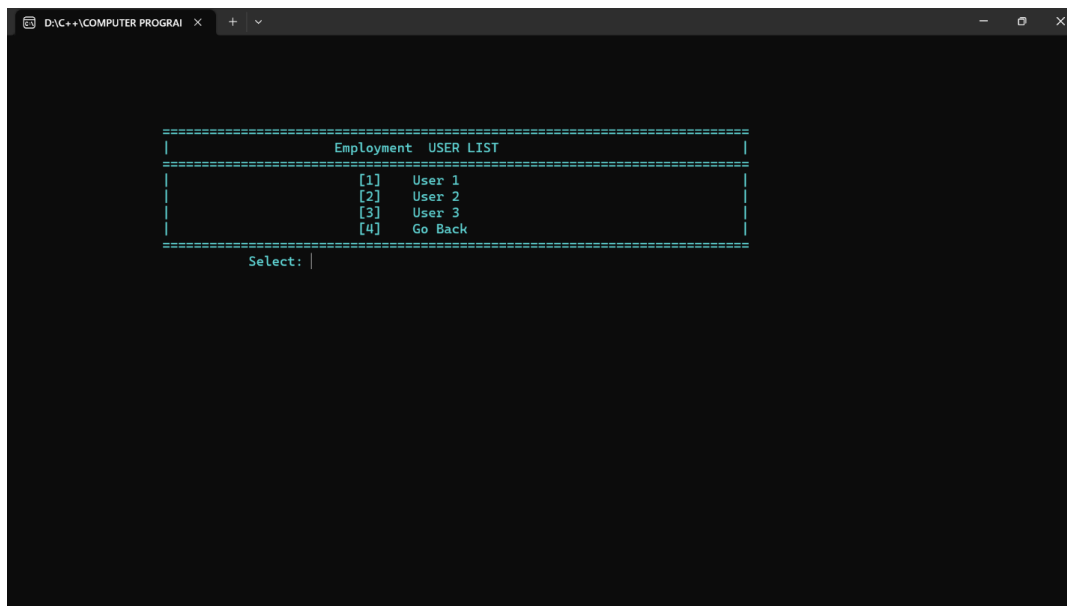 D:\C++\COMPUTER PROGRAI
===========================================================================
| Employment  USER LIST |
===========================================================================
| [1] User 1 |
| [2] User 2 |
| [3] User 3 |
| [4] Go Back |
===========================================================================
Select: